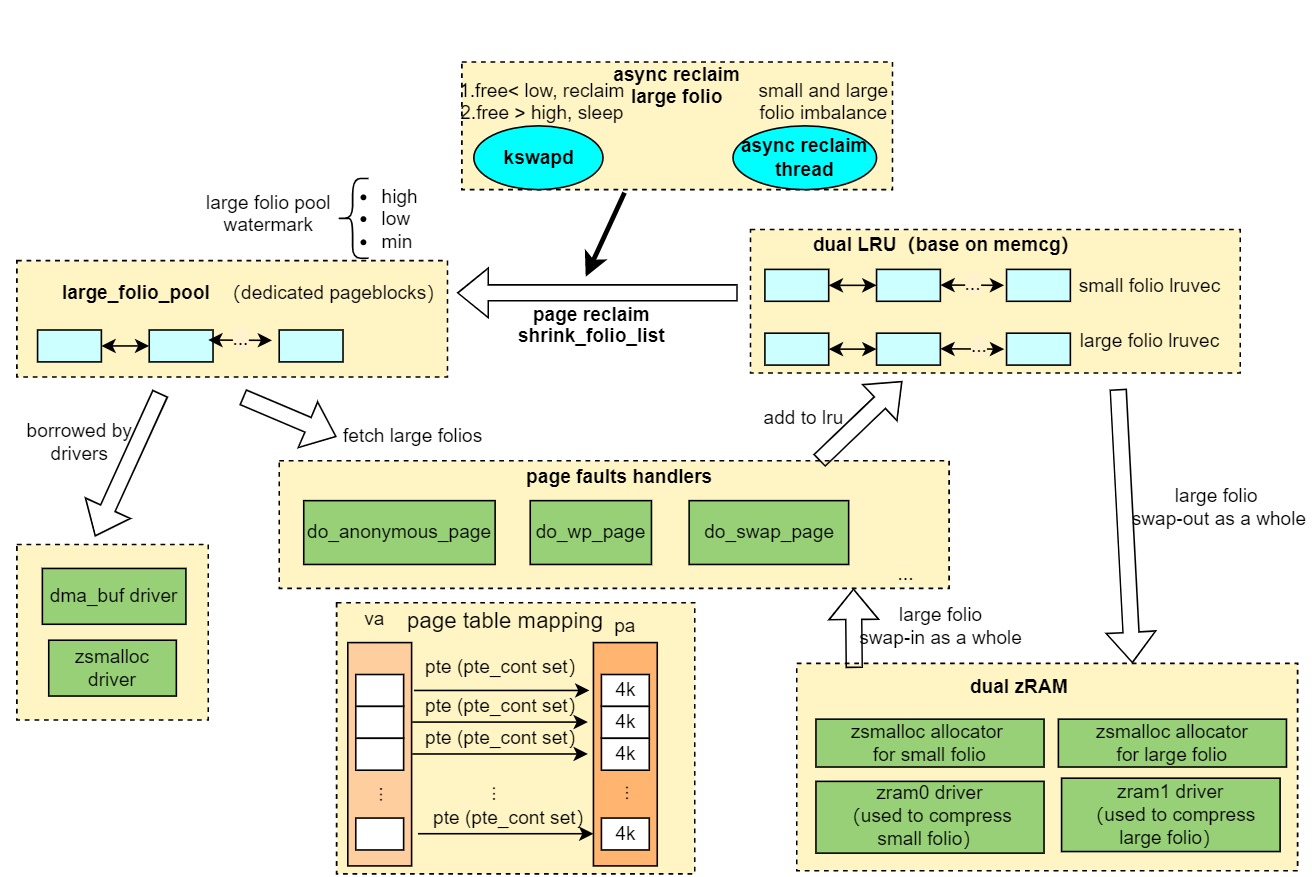 async reclaim
large folio
1.free< low, reclaim
2.free > high, sleep
small and large
folio imbalance
kswapd
async reclaim
thread
large folio pool
watermark
• high
• low
• min
large_folio_pool (dedicated pageblocks)
...
page reclaim
shrink_folio_list
dual LRU（base on memcg）
... small folio lruvec
... large folio lruvec
borrowed by
drivers
fetch large folios
add to lru
large folio
swap-out as a whole
page faults handlers
do_anonymous_page
do_wp_page
do_swap_page
...
dma_buf driver
zsmalloc
driver
large folio
swap-in as a whole
va page table mapping pa
pte (pte_cont set) 4k
pte (pte_cont set) 4k
pte (pte_cont set) 4k
⋮ ⋮ ⋮
pte (pte_cont set) 4k
dual zRAM
zsmalloc allocator
for small folio
zsmalloc allocator
for large folio
zram0 driver
（used to compress
small folio）
zram1 driver
（used to compress
large folio）